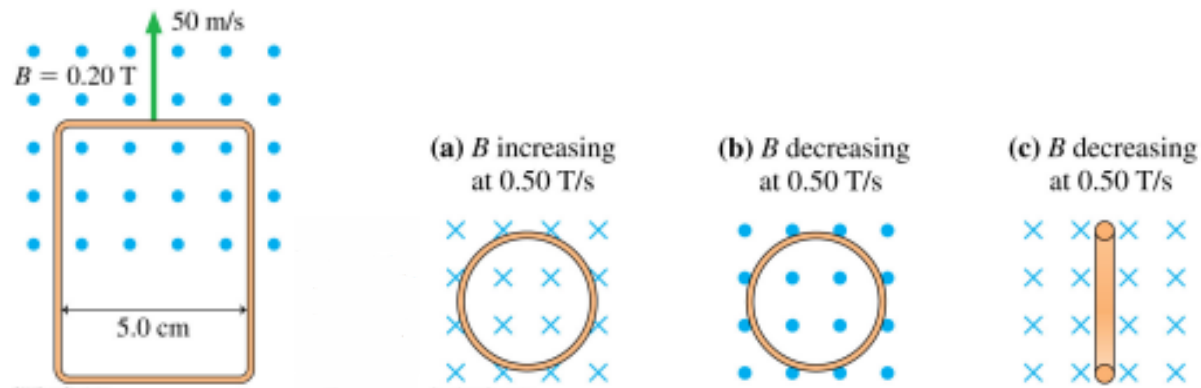 50 m/s
B = 0.20 T
5.0 cm
(a) B increasing
at 0.50 T/s
(b) B decreasing
at 0.50 T/s
(c) B decreasing
at 0.50 T/s